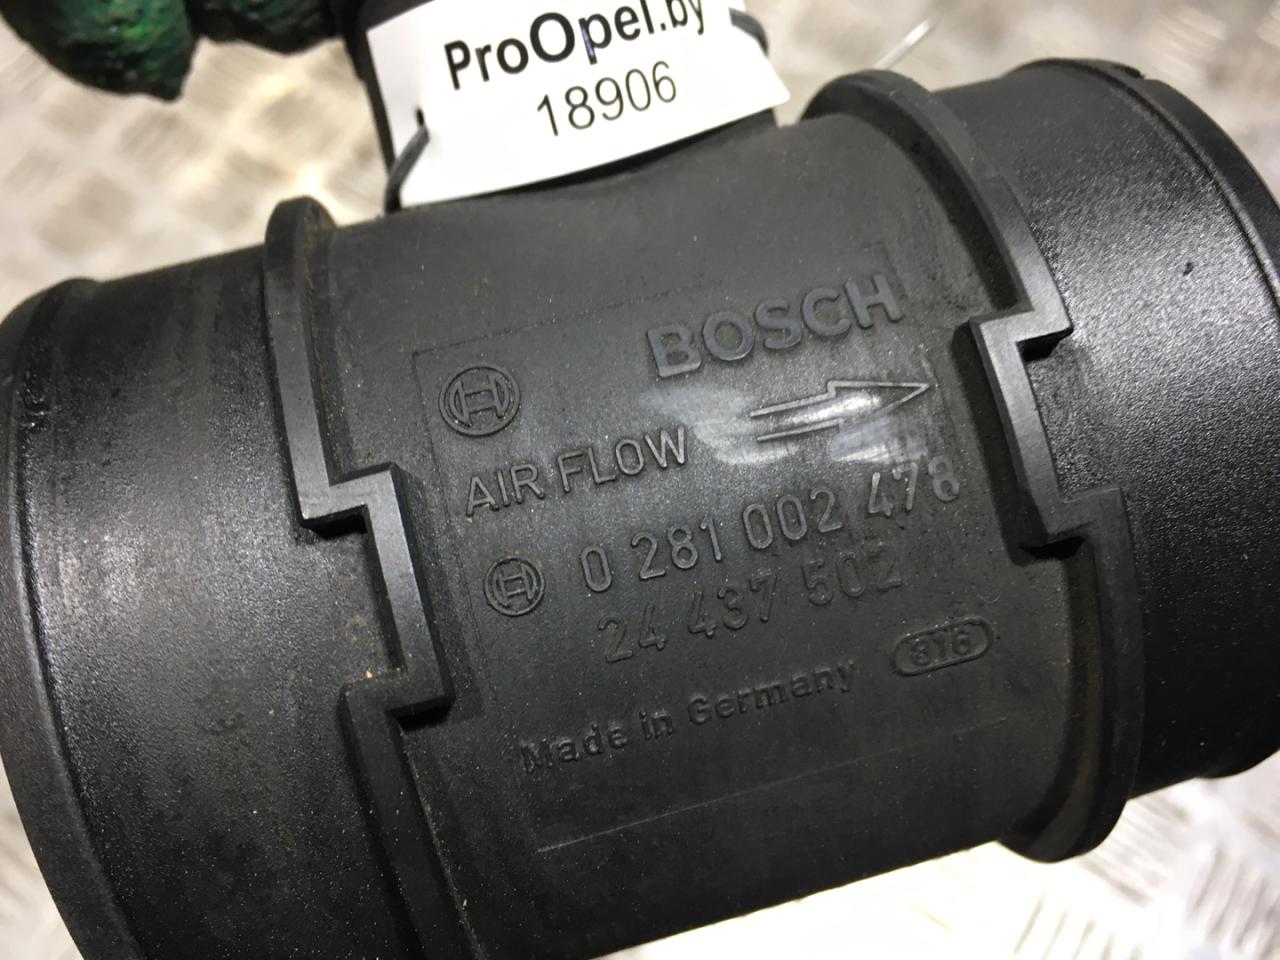 ProOpel.by
18906
BOSCH
AIR FLOW
0 281 002 478
24 437 502
Made in Germany 316